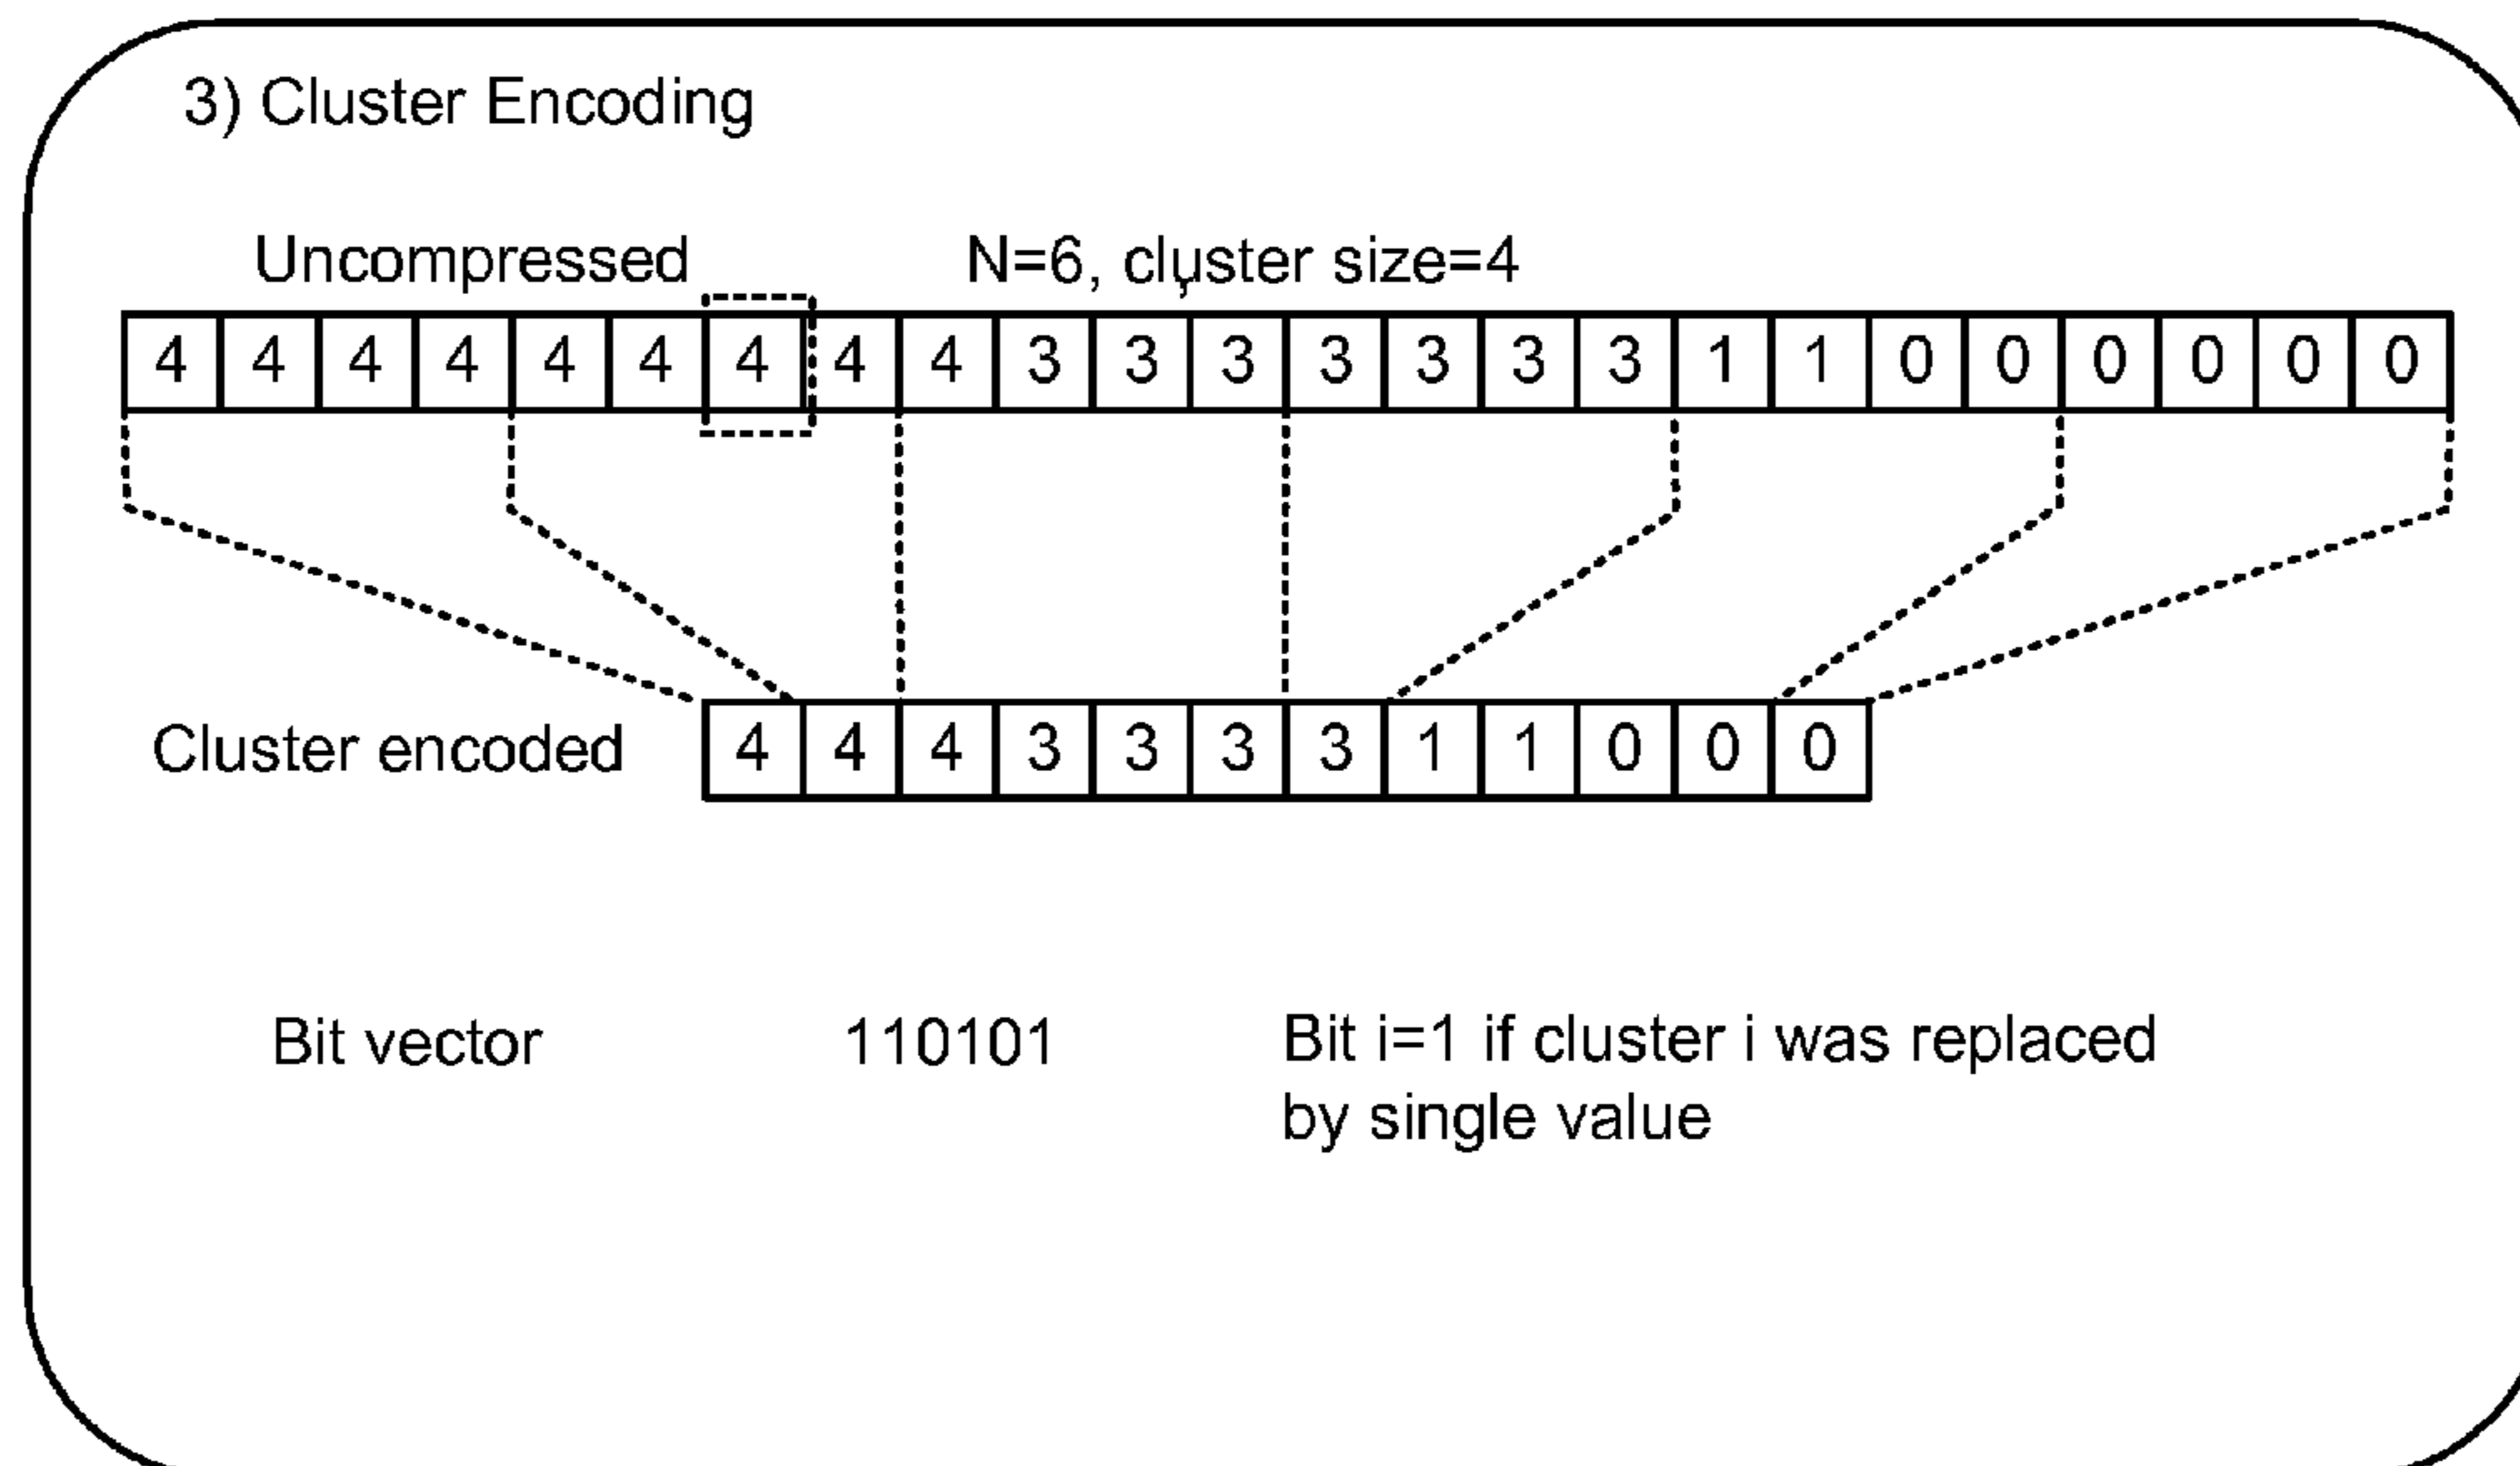 3) Cluster Encoding
Uncompressed N=6, cluster size=4
4 4 4 4 4 4 4 4 4 3 3 3 3 3 3 3 1 1 0 0 0 0 0 0
Cluster encoded 4 4 4 3 3 3 3 1 1 0 0 0
Bit vector 110101 Bit i=1 if cluster i was replaced
by single value